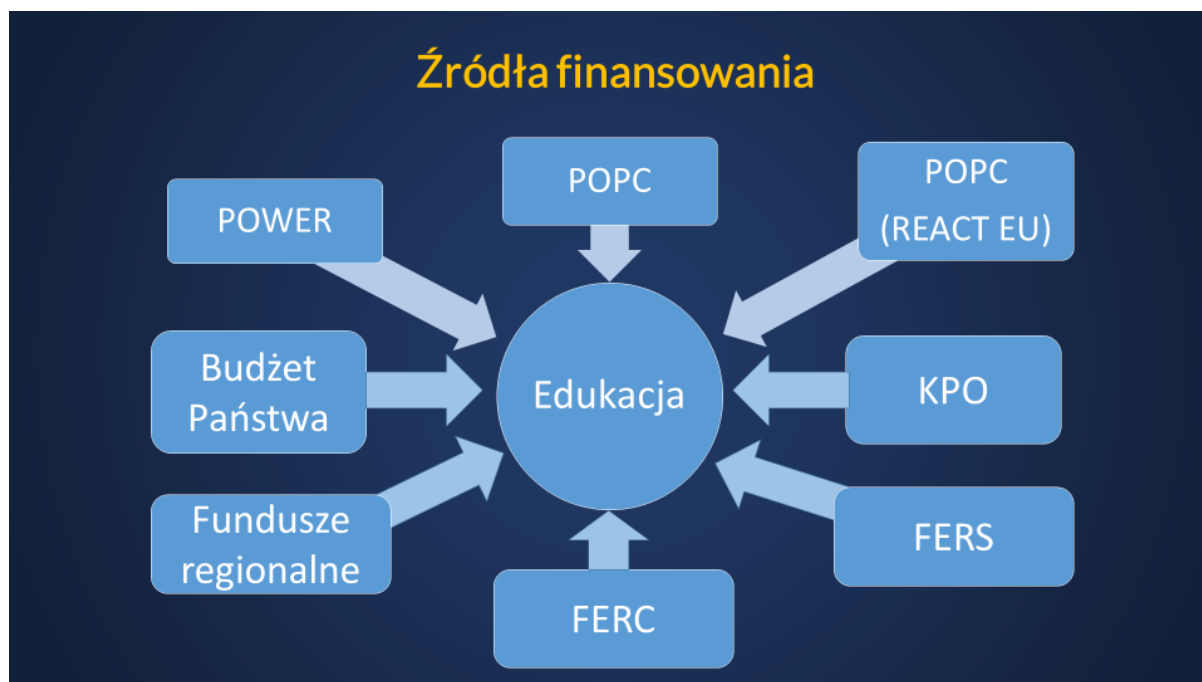 Źródła finansowania
POWER
POPC
POPC
(REACT EU)
Budżet
Państwa
Edukacja
KPO
Fundusze
regionalne
FERC
FERS